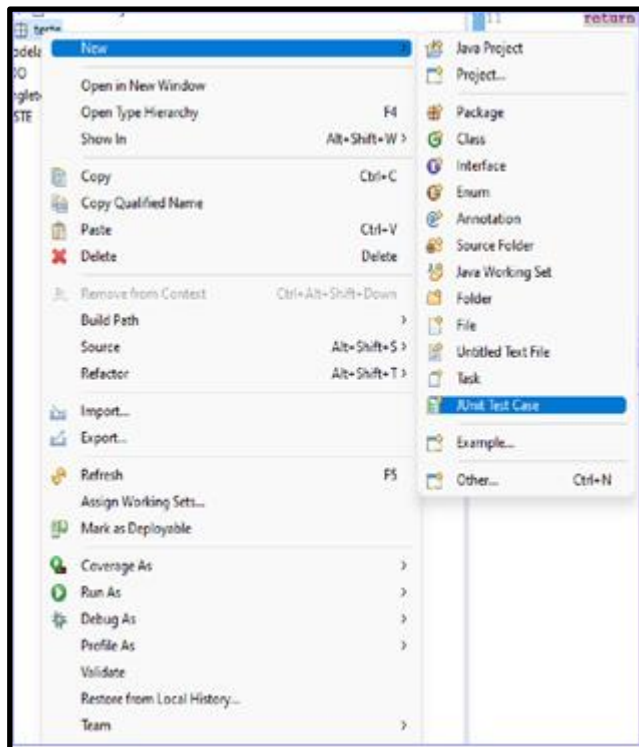 11 return
teste
New
Open in New Window
Open Type Hierarchy F4
Show In Alt+Shift+W >
Copy Ctrl+C
Copy Qualified Name
Paste Ctrl+V
Delete Delete
Remove from Context Ctrl+Alt+Shift+Down
Build Path >
Source Alt+Shift+S >
Refactor Alt+Shift+T >
Import...
Export...
Refresh F5
Assign Working Sets...
Mark as Deployable
Coverage As >
Run As >
Debug As >
Profile As >
Validate
Restore from Local History...
Team >
Java Project
Project...
Package
Class
Interface
Enum
Annotation
Source Folder
Java Working Set
Folder
File
Untitled Text File
Task
JUnit Test Case
Example...
Other... Ctrl+N